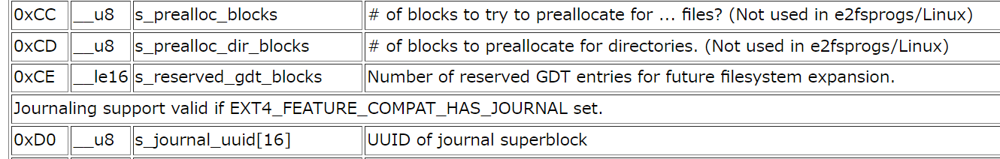 0xCC __u8 s_prealloc_blocks # of blocks to try to preallocate for ... files? (Not used in e2fsprogs/Linux)
0xCD __u8 s_prealloc_dir_blocks # of blocks to preallocate for directories. (Not used in e2fsprogs/Linux)
0xCE __le16 s_reserved_gdt_blocks Number of reserved GDT entries for future filesystem expansion.
Journaling support valid if EXT4_FEATURE_COMPAT_HAS_JOURNAL set.
0xD0 __u8 s_journal_uuid[16] UUID of journal superblock